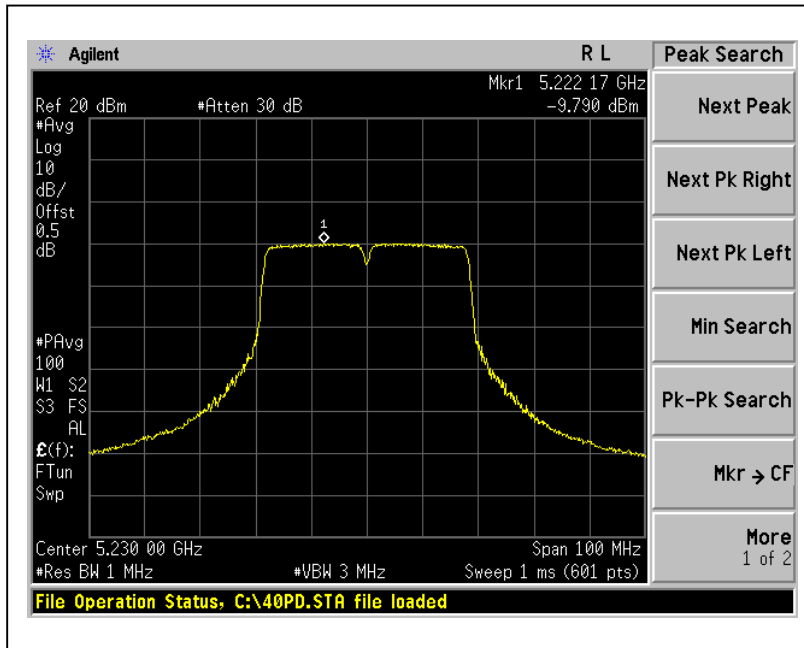 Agilent R L Peak Search
Mkr1 5.222 17 GHz
Ref 20 dBm #Atten 30 dB -9.790 dBm
#Avg
Log
10
dB/
Offst
0.5
dB
1
#PAvg
100
W1 S2
S3 FS
AL
£(f):
FTun
Swp
Center 5.230 00 GHz Span 100 MHz
#Res BW 1 MHz #VBW 3 MHz Sweep 1 ms (601 pts)
File Operation Status, C:\40PD.STA file loaded
Next Peak
Next Pk Right
Next Pk Left
Min Search
Pk-Pk Search
Mkr → CF
More
1 of 2